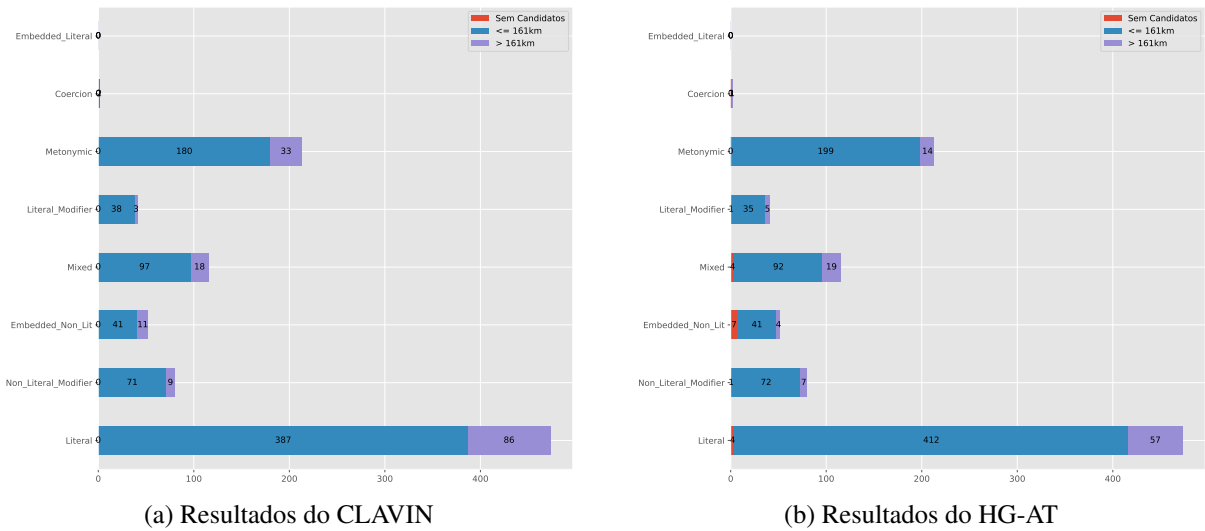 Sem Candidatos
<= 161km
> 161km
Embedded_Literal
0
Coercion
2
Metonymic
0 180 33
Literal_Modifier
0 38 3
Mixed
0 97 18
Embedded_Non_Lit
0 41 11
Non_Literal_Modifier
0 71 9
Literal
0 387 86
0 100 200 300 400
(a) Resultados do CLAVIN
Sem Candidatos
<= 161km
> 161km
Embedded_Literal
0
Coercion
1
Metonymic
0 199 14
Literal_Modifier
1 35 5
Mixed
4 92 19
Embedded_Non_Lit
7 41 4
Non_Literal_Modifier
1 72 7
Literal
4 412 57
0 100 200 300 400
(b) Resultados do HG-AT